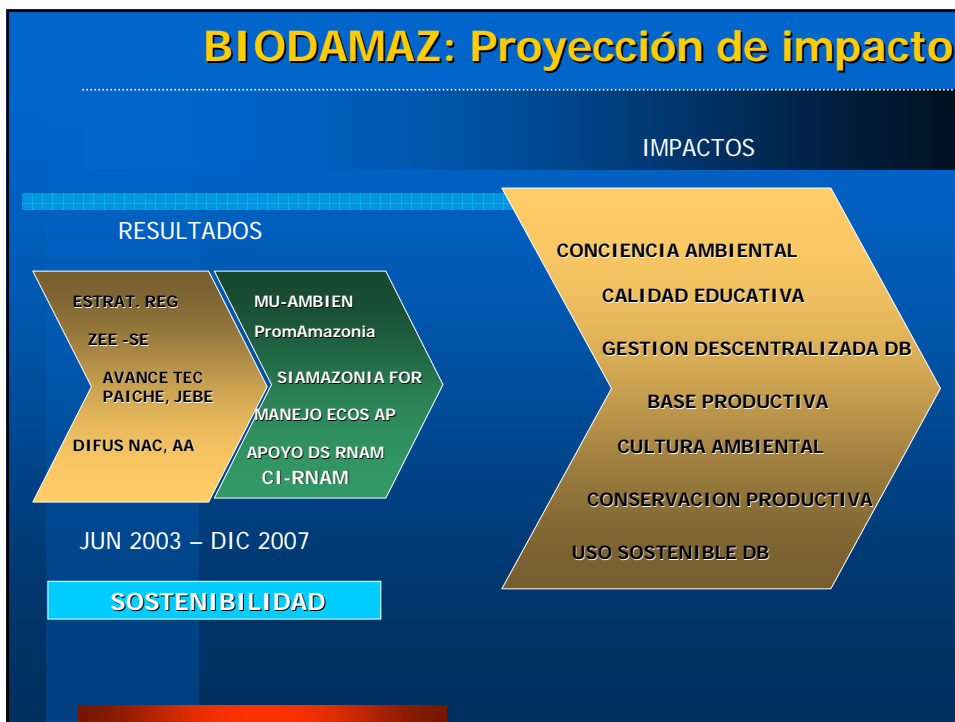 BIODAMAZ: Proyección de impacto
IMPACTOS
RESULTADOS
ESTRAT. REG
ZEE -SE
AVANCE TEC
PAICHE, JEBE
DIFUS NAC, AA
MU-AMBIEN
PromAmazonia
SIAMAZONIA FOR
MANEJO ECOS AP
APOYO DS RNAM
CI-RNAM
CONCIENCIA AMBIENTAL
CALIDAD EDUCATIVA
GESTION DESCENTRALIZADA DB
BASE PRODUCTIVA
CULTURA AMBIENTAL
CONSERVACION PRODUCTIVA
USO SOSTENIBLE DB
JUN 2003 – DIC 2007
SOSTENIBILIDAD